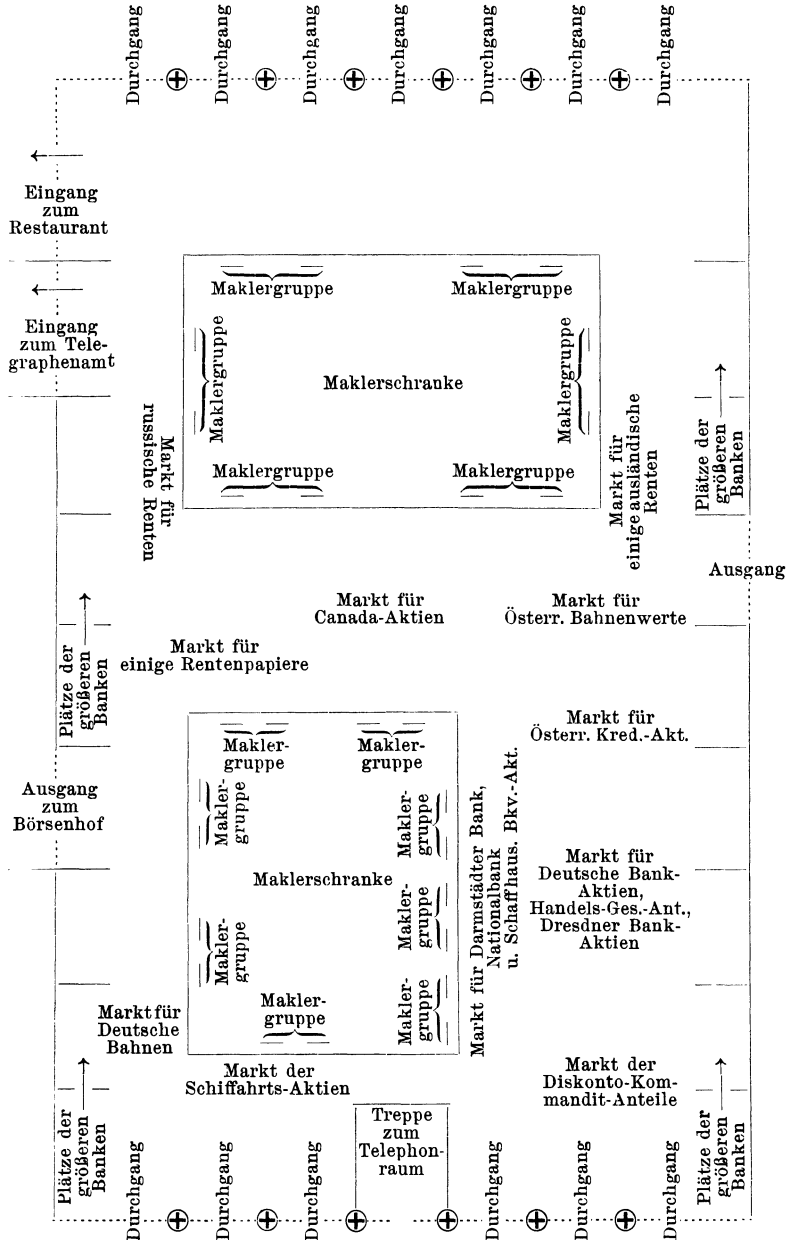 Durchgang
Durchgang
Durchgang
Durchgang
Durchgang
Durchgang
Durchgang
Eingang
zum
Restaurant
Maklergruppe
Maklergruppe
Eingang
zum Tele-
graphenamt
Maklergruppe
Maklerschranke
Maklergruppe
Markt für
russische Renten
Markt für
einige ausländische
Renten
Plätze der
größeren
Banken
Maklergruppe
Maklergruppe
Ausgang
Markt für
Canada-Aktien
Markt für
Österr. Bahnenwerte
Markt für
einige Rentenpapiere
Plätze der
größeren
Banken
Markt für
Österr. Kred.-Akt.
Makler-
gruppe
Makler-
gruppe
Ausgang
zum
Börsenhof
Makler-
gruppe
Makler-
gruppe
Maklerschranke
Markt für Darmstädter Bank,
Nationalbank
u. Schaffhaus. Bkv.-Akt.
Markt für
Deutsche Bank-
Aktien,
Handels-Ges.-Ant.,
Dresdner Bank-
Aktien
Makler-
gruppe
Makler-
gruppe
Makler-
gruppe
Makler-
gruppe
Markt für
Deutsche
Bahnen
Markt der
Schiffahrts-Aktien
Markt der
Diskonto-Kom-
mandit-Anteile
Plätze der
größeren
Banken
Treppe
zum
Telephon-
raum
Plätze der
größeren
Banken
Durchgang
Durchgang
Durchgang
Durchgang
Durchgang
Durchgang